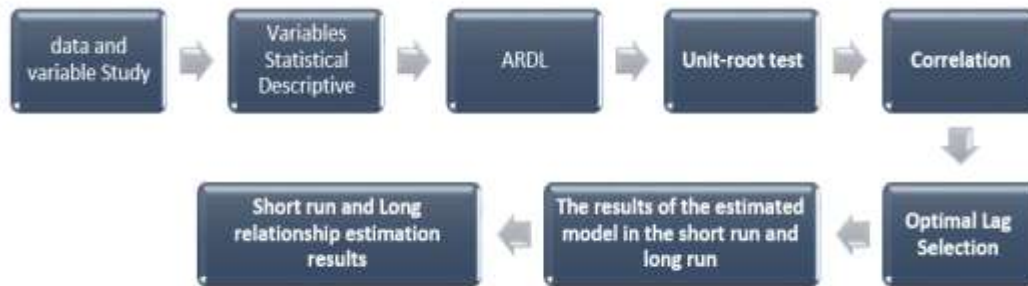 data and
variable Study
Variables
Statistical
Descriptive
ARDL
Unit-root test
Correlation
Optimal Lag
Selection
The results of the estimated
model in the short run and
long run
Short run and Long
relationship estimation
results